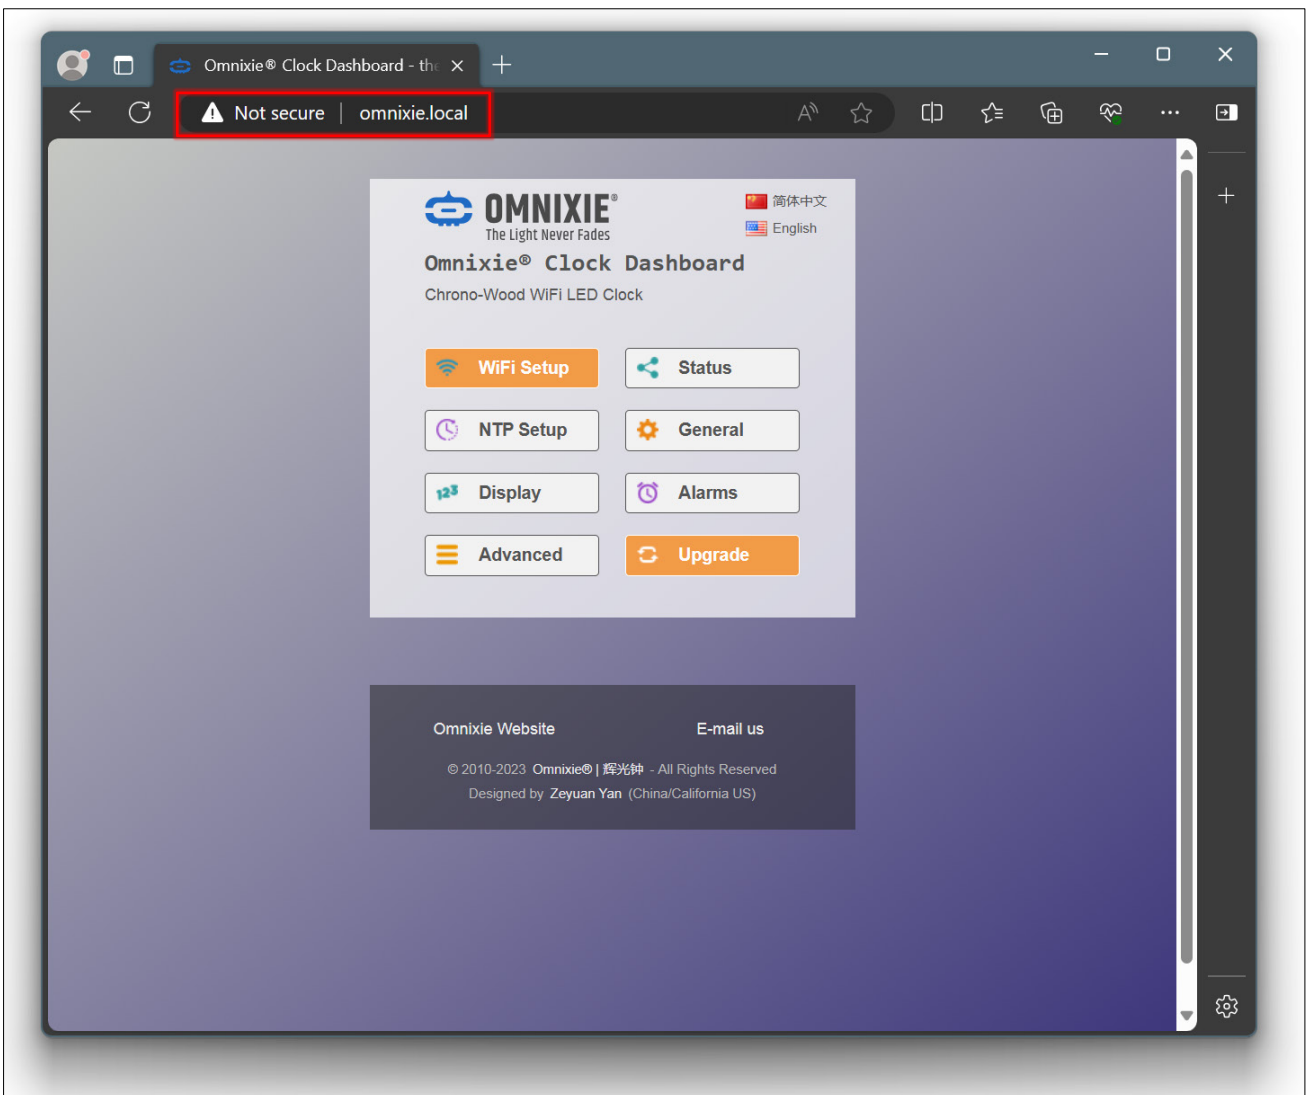 Omnixie® Clock Dashboard - the
Not secure | omnixie.local
OMNIXIE®
The Light Never Fades
简体中文
English
Omnixie® Clock Dashboard
Chrono-Wood WiFi LED Clock
WiFi Setup
Status
NTP Setup
General
123 Display
Alarms
Advanced
Upgrade
Omnixie Website
E-mail us
© 2010-2023 Omnixie® | 辉光钟 - All Rights Reserved
Designed by Zeyuan Yan (China/California US)